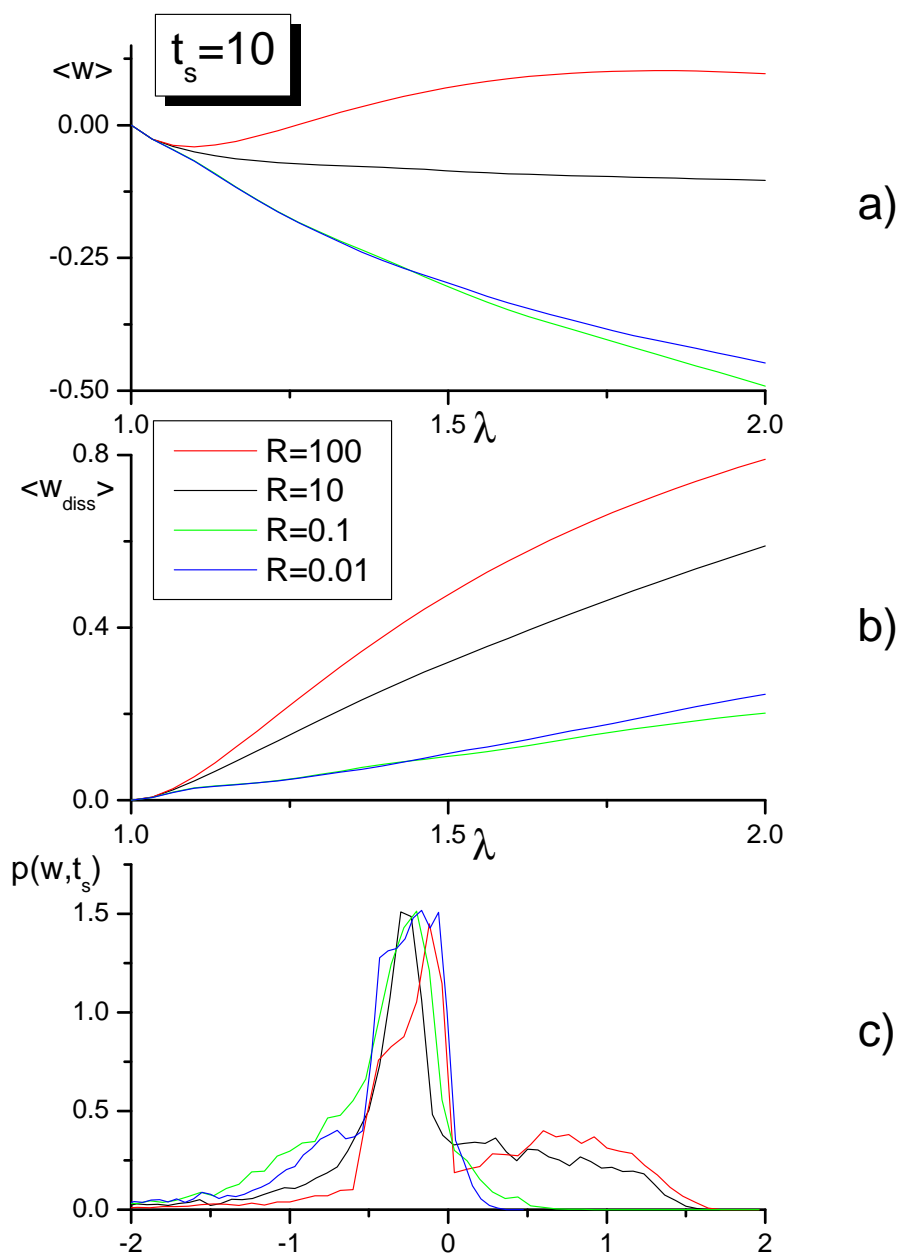 t_s=10
<w>
0.00
-0.25
-0.50
1.0 1.5 2.0
λ
a)
R=100
R=10
R=0.1
R=0.01
0.8
<w_diss>
0.4
0.0
1.0 1.5 2.0
λ
b)
p(w,t_s)
1.5
1.0
0.5
0.0
-2 -1 0 1 2
c)